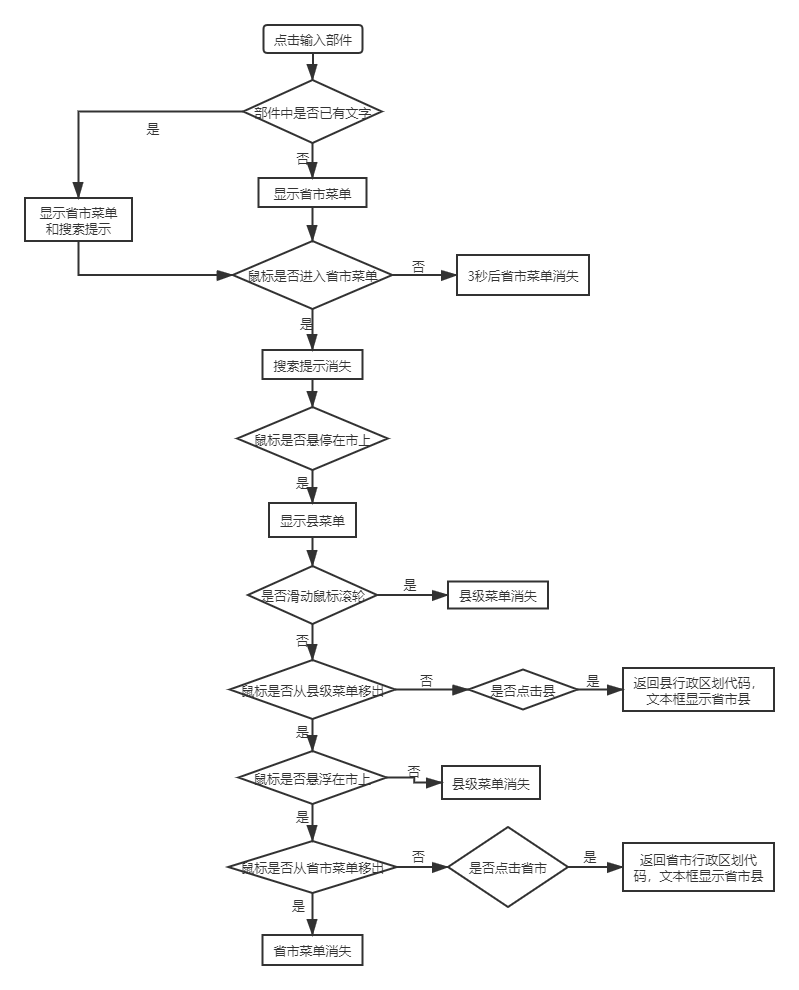 点击输入部件
部件中是否已有文字
是
否
显示省市菜单
显示省市菜单
和搜索提示
鼠标是否进入省市菜单
否
3秒后省市菜单消失
是
搜索提示消失
鼠标是否悬停在市上
是
显示县菜单
是否滑动鼠标滚轮
是
县级菜单消失
否
鼠标是否从县级菜单移出
否
是否点击县
是
返回县行政区划代码，
文本框显示省市县
是
鼠标是否悬浮在市上
否
县级菜单消失
是
鼠标是否从省市菜单移出
否
是否点击省市
是
返回省市行政区划代
码，文本框显示省市县
是
省市菜单消失